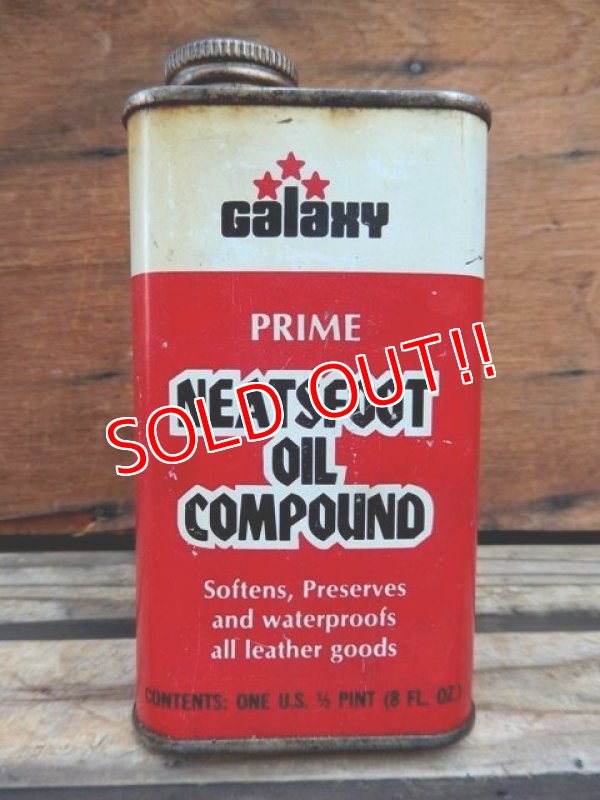 Galaxy
PRIME
NEATSFOOT
OIL
COMPOUND
SOLD OUT!!
Softens, Preserves
and waterproofs
all leather goods
CONTENTS: ONE U.S. ½ PINT (8 FL. OZ.)